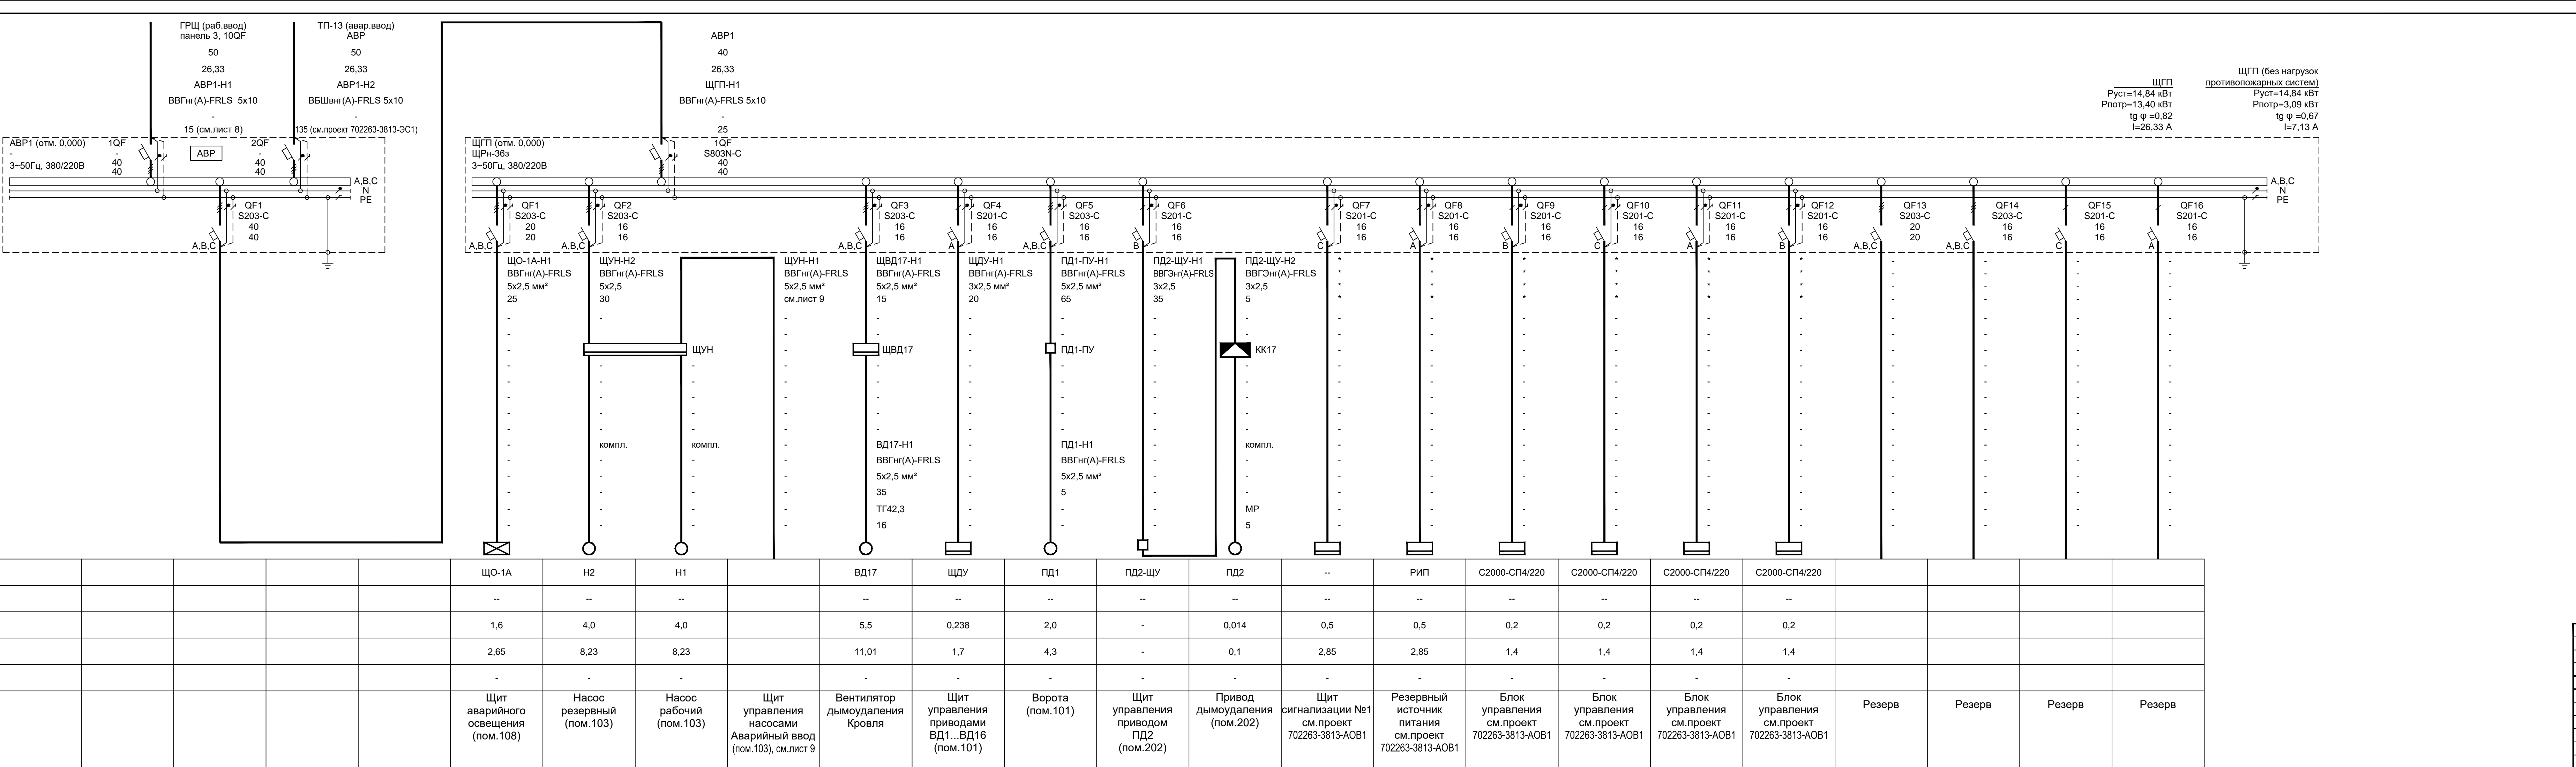 ГРЩ (раб.ввод)
панель 3, 10QF
50
26,33
АВР1-Н1
ВВГнг(А)-FRLS 5х10
-
15 (см.лист 8)
ТП-13 (авар.ввод)
АВР
50
26,33
АВР1-Н2
ВБШвнг(А)-FRLS 5х10
-
135 (см.проект 702263-3813-ЭС1)
АВР1
40
26,33
ЩГП-Н1
ВВГнг(А)-FRLS 5х10
-
25
ЩГП
Руст=14,84 кВт
Рпотр=13,40 кВт
tg φ =0,82
I=26,33 А
ЩГП (без нагрузок
противопожарных систем)
Руст=14,84 кВт
Рпотр=3,09 кВт
tg φ =0,67
I=7,13 А
АВР1 (отм. 0,000)
-
3~50Гц, 380/220В
1QF
-
40
40
АВР
2QF
-
40
40
А,В,С
N
PE
QF1
S203-C
40
40
А,В,С
ЩГП (отм. 0,000)
ЩРн-36з
3~50Гц, 380/220В
1QF
S803N-C
40
40
А,В,С
N
PE
QF1
S203-C
20
20
А,В,С
QF2
S203-C
16
16
А,В,С
QF3
S203-C
16
16
А,В,С
QF4
S201-C
16
16
А
QF5
S203-C
16
16
А,В,С
QF6
S201-C
16
16
В
QF7
S201-C
16
16
С
QF8
S201-C
16
16
А
QF9
S201-C
16
16
В
QF10
S201-C
16
16
С
QF11
S201-C
16
16
А
QF12
S201-C
16
16
В
QF13
S203-C
20
20
А,В,С
QF14
S203-C
16
16
А,В,С
QF15
S201-C
16
16
С
QF16
S201-C
16
16
А
ЩО-1А-Н1
ВВГнг(А)-FRLS
5х2,5 мм²
25
ЩУН-Н2
ВВГнг(А)-FRLS
5х2,5
30
ЩУН-Н1
ВВГнг(А)-FRLS
5х2,5 мм²
см.лист 9
ЩВД17-Н1
ВВГнг(А)-FRLS
5х2,5 мм²
15
ЩДУ-Н1
ВВГнг(А)-FRLS
3х2,5 мм²
20
ПД1-ПУ-Н1
ВВГнг(А)-FRLS
5х2,5 мм²
65
ПД2-ЩУ-Н1
ВВГЭнг(А)-FRLS
3х2,5
35
ПД2-ЩУ-Н2
ВВГЭнг(А)-FRLS
3х2,5
5
ЩУН
ЩВД17
ПД1-ПУ
КК17
компл.
компл.
ВД17-Н1
ВВГнг(А)-FRLS
5х2,5 мм²
35
ТГ42,3
16
ПД1-Н1
ВВГнг(А)-FRLS
5х2,5 мм²
5
компл.
МР
5
ЩО-1А Н2 Н1 ВД17 ЩДУ ПД1 ПД2-ЩУ ПД2 -- РИП С2000-СП4/220 С2000-СП4/220 С2000-СП4/220 С2000-СП4/220
-- -- -- -- -- -- -- -- -- -- -- -- -- --
1,6 4,0 4,0 5,5 0,238 2,0 - 0,014 0,5 0,5 0,2 0,2 0,2 0,2
2,65 8,23 8,23 11,01 1,7 4,3 - 0,1 2,85 2,85 1,4 1,4 1,4 1,4
- - - - - - - - - - - - - -
Щит
аварийного
освещения
(пом.108)
Насос
резервный
(пом.103)
Насос
рабочий
(пом.103)
Щит
управления
насосами
Аварийный ввод
(пом.103), см.лист 9
Вентилятор
дымоудаления
Кровля
Щит
управления
приводами
ВД1...ВД16
(пом.101)
Ворота
(пом.101)
Щит
управления
приводом
ПД2
(пом.202)
Привод
дымоудаления
(пом.202)
Щит
сигнализации №1
см.проект
702263-3813-АОВ1
Резервный
источник
питания
см.проект
702263-3813-АОВ1
Блок
управления
см.проект
702263-3813-АОВ1
Блок
управления
см.проект
702263-3813-АОВ1
Блок
управления
см.проект
702263-3813-АОВ1
Блок
управления
см.проект
702263-3813-АОВ1
Резерв
Резерв
Резерв
Резерв